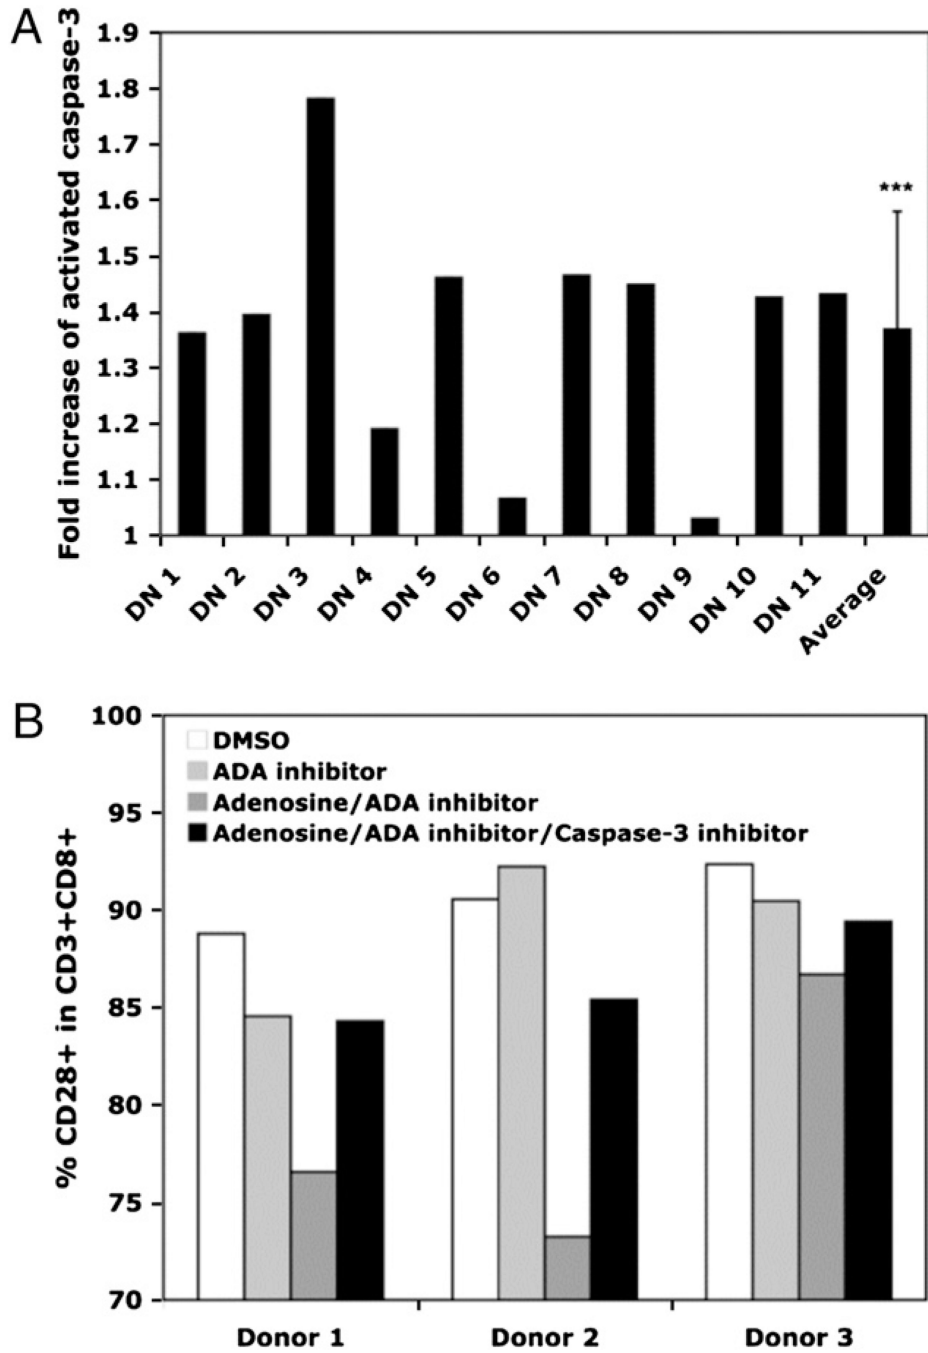 A
Fold increase of activated caspase-3
1.9
1.8
1.7
1.6
1.5
1.4
1.3
1.2
1.1
1
***
DN 1
DN 2
DN 3
DN 4
DN 5
DN 6
DN 7
DN 8
DN 9
DN 10
DN 11
Average
B
% CD28+ in CD3+CD8+
100
95
90
85
80
75
70
DMSO
ADA inhibitor
Adenosine/ADA inhibitor
Adenosine/ADA inhibitor/Caspase-3 inhibitor
Donor 1
Donor 2
Donor 3